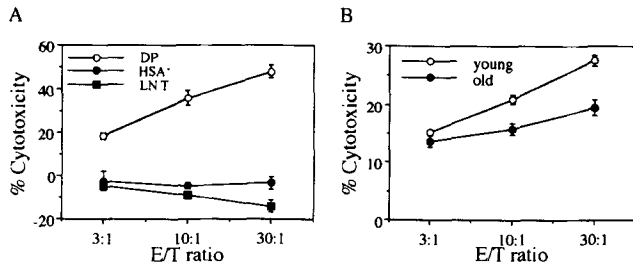 A
% Cytotoxicity
60
40
20
0
-20
DP
HSA-
LNT
3:1
10:1
30:1
E/T ratio
B
% Cytotoxicity
30
20
10
0
young
old
3:1
10:1
30:1
E/T ratio